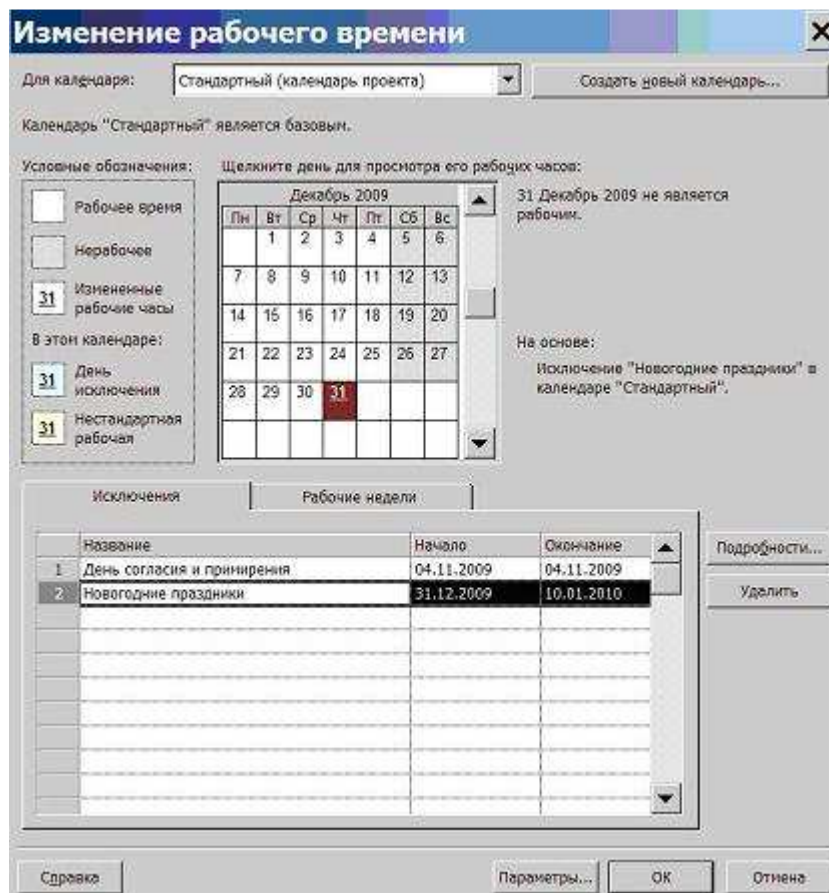 Изменение рабочего времени
Для календаря: Стандартный (календарь проекта) Создать новый календарь...
Календарь "Стандартный" является базовым.
Условные обозначения: Щелкните день для просмотра его рабочих часов:
Рабочее время
Нерабочее
31 Измененные
рабочие часы
В этом календаре:
31 День
исключения
31 Нестандартная
рабочая
Декабрь 2009
Пн Вт Ср Чт Пт Сб Вс
1 2 3 4 5 6
7 8 9 10 11 12 13
14 15 16 17 18 19 20
21 22 23 24 25 26 27
28 29 30 31
31 Декабрь 2009 не является
рабочим.
На основе:
Исключение "Новогодние праздники" в
календаре "Стандартный".
Исключения Рабочие недели
Название Начало Окончание
1 День согласия и примирения 04.11.2009 04.11.2009
2 Новогодние праздники 31.12.2009 10.01.2010
Подробности...
Удалить
Справка Параметры... ОК Отмена